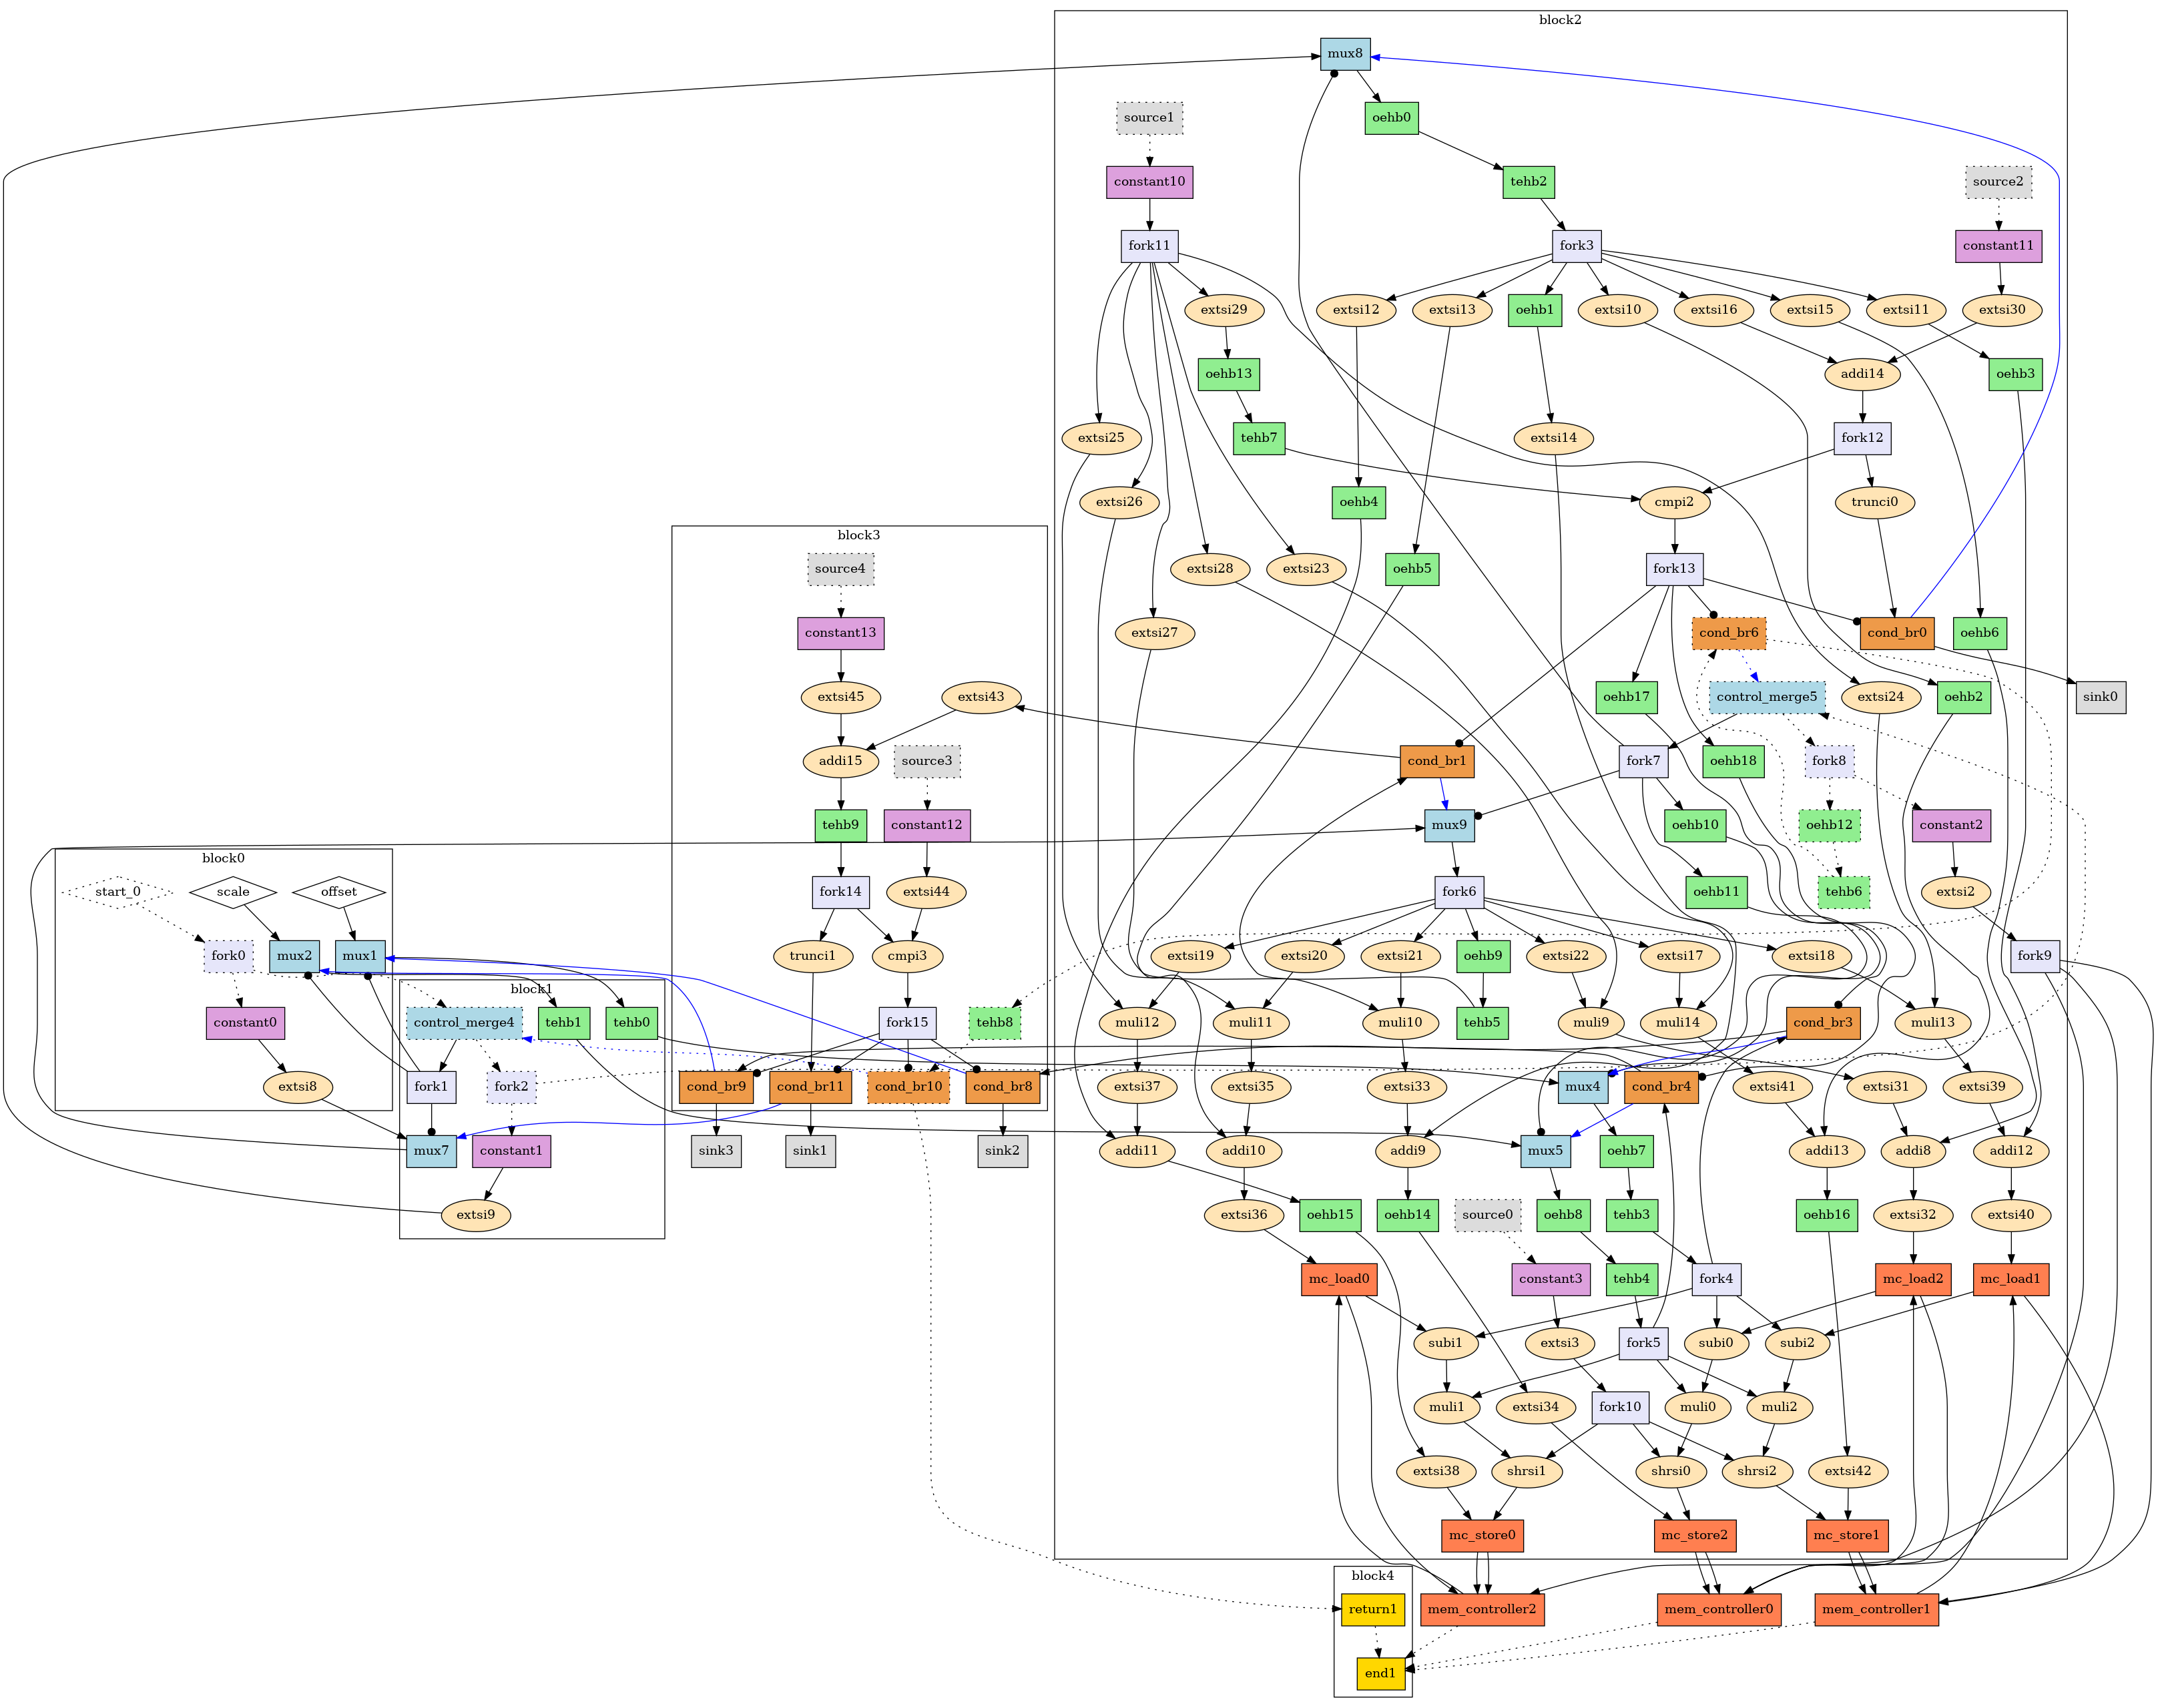 block2
mux8
source1
oehb0
constant10
tehb2
source2
fork11
fork3
constant11
extsi29
extsi12
extsi13
oehb1
extsi10
extsi16
extsi15
extsi11
extsi30
oehb13
addi14
oehb3
extsi25
tehb7
extsi14
fork12
extsi26
oehb4
cmpi2
trunci0
block3
source4
extsi28
extsi23
oehb5
fork13
constant13
extsi27
cond_br6
cond_br0
oehb6
extsi45
extsi43
oehb17
control_merge5
extsi24
oehb2
sink0
addi15
source3
cond_br1
fork7
oehb18
fork8
tehb9
constant12
mux9
oehb10
oehb12
constant2
block0
start_0
scale
offset
fork14
extsi44
fork6
oehb11
tehb6
extsi2
fork0
mux2
mux1
trunci1
cmpi3
extsi19
extsi20
extsi21
oehb9
extsi22
extsi17
extsi18
fork9
block1
constant0
control_merge4
tehb1
tehb0
fork15
tehb8
muli12
muli11
muli10
tehb5
muli9
muli14
cond_br3
muli13
extsi8
fork1
fork2
cond_br9
cond_br11
cond_br10
cond_br8
extsi37
extsi35
extsi33
mux4
cond_br4
extsi41
extsi31
extsi39
mux7
constant1
sink3
sink1
sink2
addi11
addi10
addi9
mux5
oehb7
addi13
addi8
addi12
extsi9
extsi36
oehb15
oehb14
source0
oehb8
tehb3
oehb16
extsi32
extsi40
mc_load0
constant3
tehb4
fork4
mc_load2
mc_load1
subi1
extsi3
fork5
subi0
subi2
muli1
extsi34
fork10
muli0
muli2
extsi38
shrsi1
shrsi0
shrsi2
extsi42
mc_store0
mc_store2
mc_store1
block4
return1
mem_controller2
mem_controller0
mem_controller1
end1